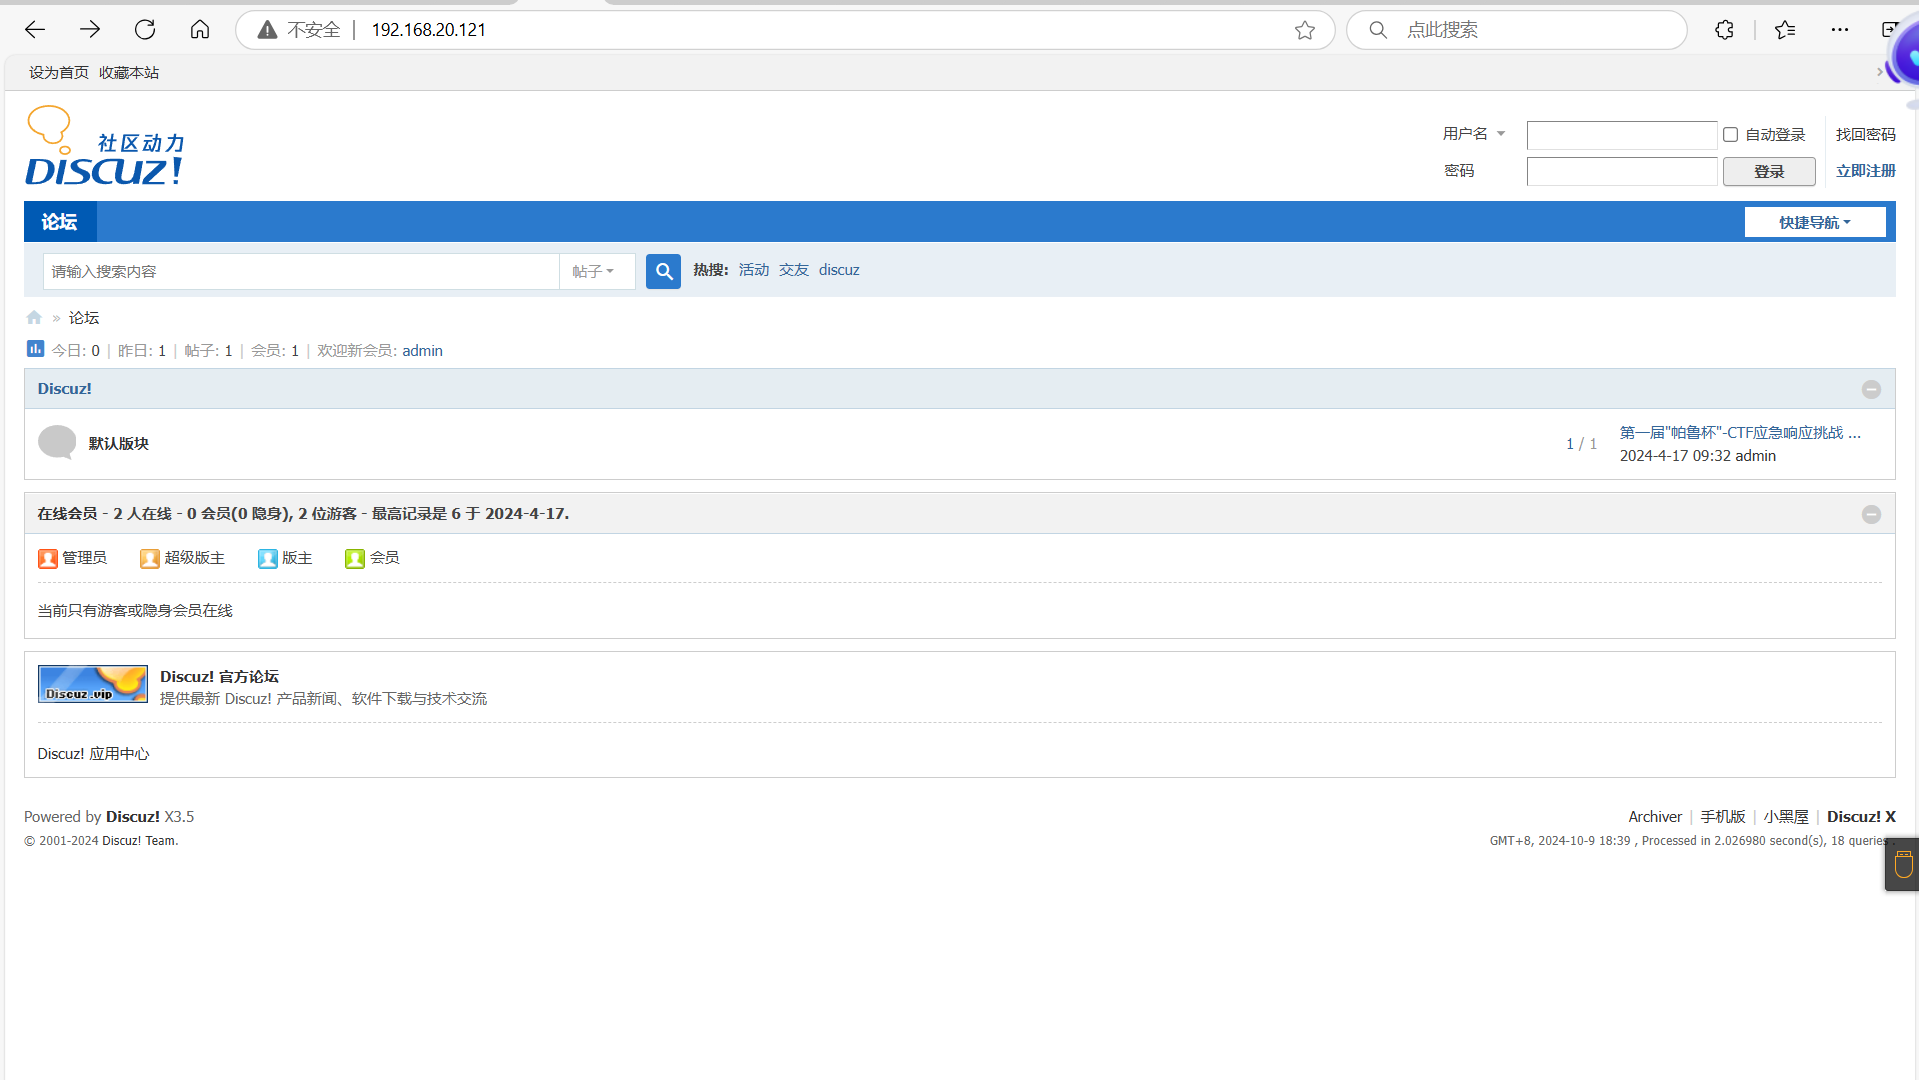 不安全 192.168.20.121 点此搜索
设为首页 收藏本站
社区动力
DISCUZ!
用户名 自动登录 找回密码
密码 登录 立即注册
论坛 快捷导航
请输入搜索内容 帖子 热搜: 活动 交友 discuz
» 论坛
今日: 0 | 昨日: 1 | 帖子: 1 | 会员: 1 | 欢迎新会员: admin
Discuz!
默认版块 1 / 1 第一届"帕鲁杯"-CTF应急响应挑战 ...
2024-4-17 09:32 admin
在线会员 - 2 人在线 - 0 会员(0 隐身), 2 位游客 - 最高记录是 6 于 2024-4-17.
管理员 超级版主 版主 会员
当前只有游客或隐身会员在线
Discuz.vip Discuz! 官方论坛
提供最新 Discuz! 产品新闻、软件下载与技术交流
Discuz! 应用中心
Powered by Discuz! X3.5 Archiver | 手机版 | 小黑屋 | Discuz! X
© 2001-2024 Discuz! Team. GMT+8, 2024-10-9 18:39 , Processed in 2.026980 second(s), 18 queries .